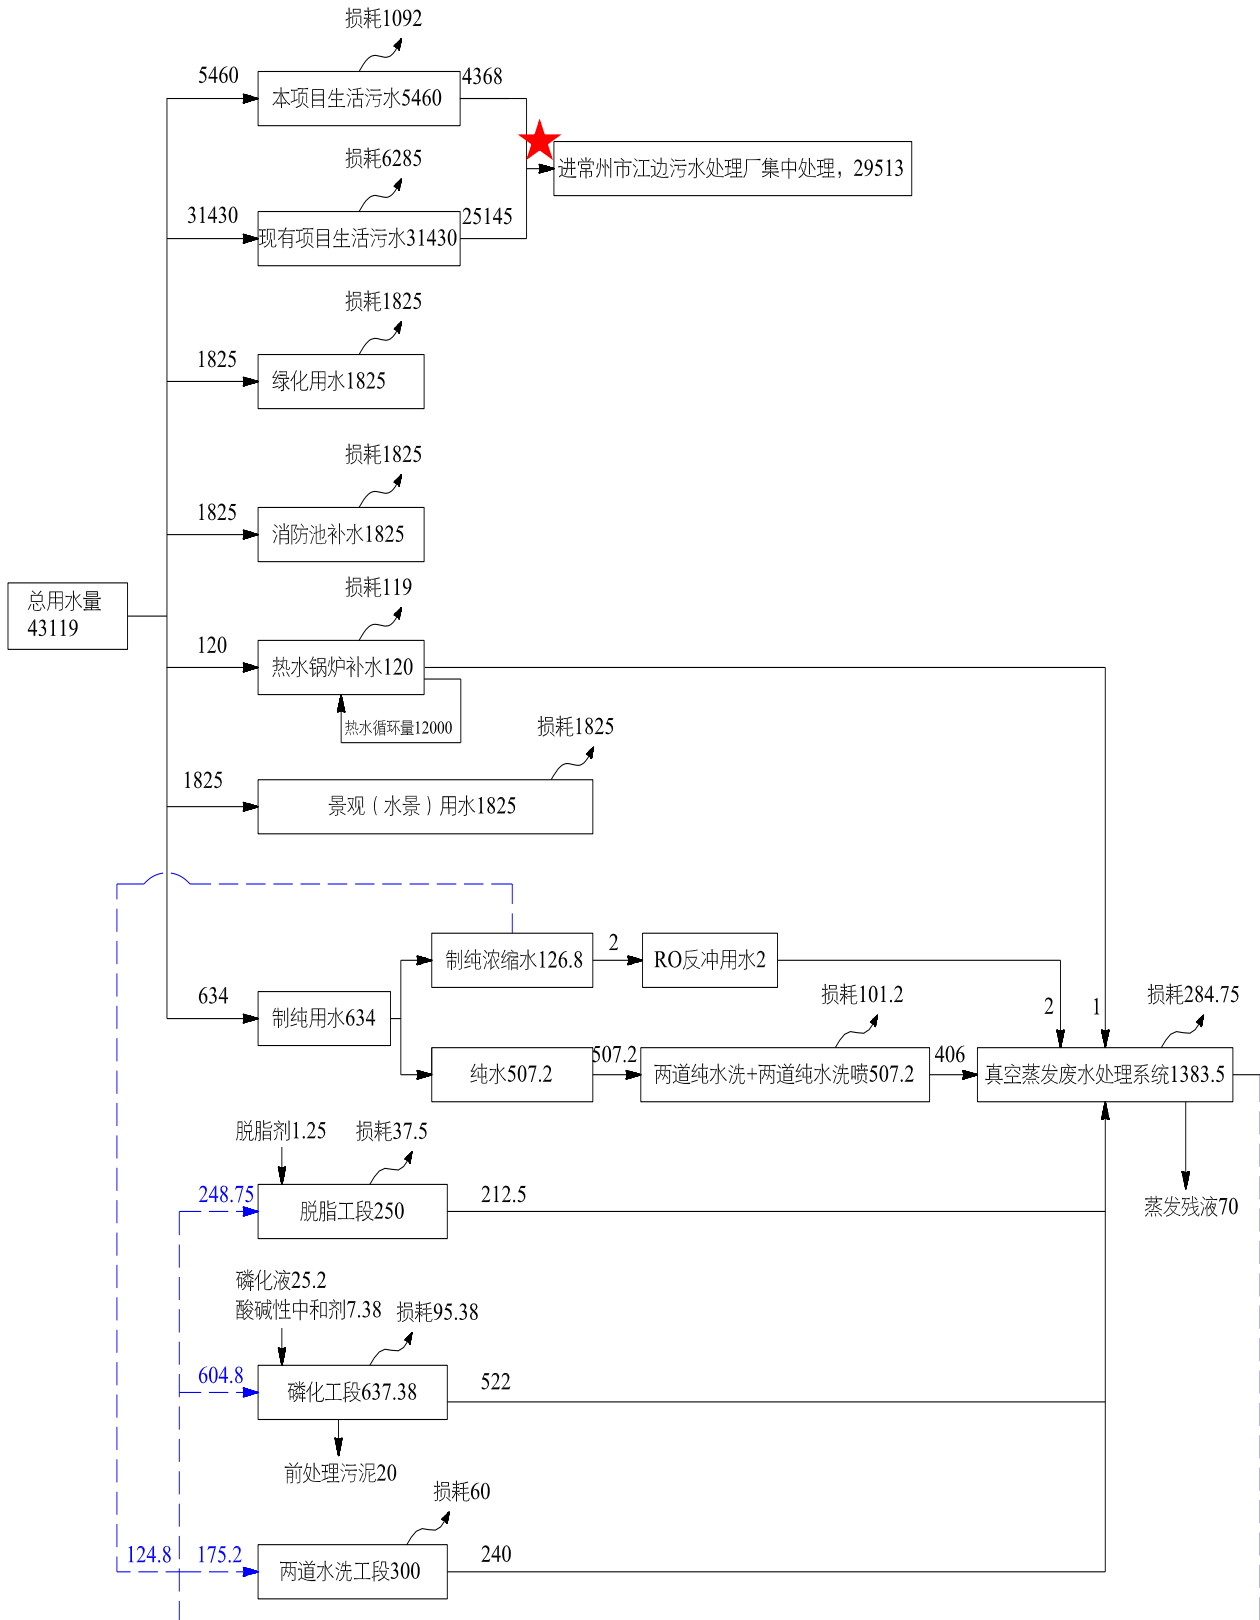 损耗1092
5460
本项目生活污水5460
4368
进常州市江边污水处理厂集中处理，29513
损耗6285
31430
现有项目生活污水31430
25145
损耗1825
1825
绿化用水1825
损耗1825
1825
消防池补水1825
总用水量
43119
损耗119
120
热水锅炉补水120
热水循环量12000
损耗1825
1825
景观（水景）用水1825
制纯浓缩水126.8
2
RO反冲用水2
634
制纯用水634
损耗101.2
2
1
损耗284.75
纯水507.2
507.2
两道纯水洗+两道纯水洗喷507.2
406
真空蒸发废水处理系统1383.5
脱脂剂1.25
损耗37.5
248.75
脱脂工段250
212.5
蒸发残液70
磷化液25.2
酸碱性中和剂7.38
损耗95.38
604.8
磷化工段637.38
522
前处理污泥20
损耗60
124.8
175.2
两道水洗工段300
240